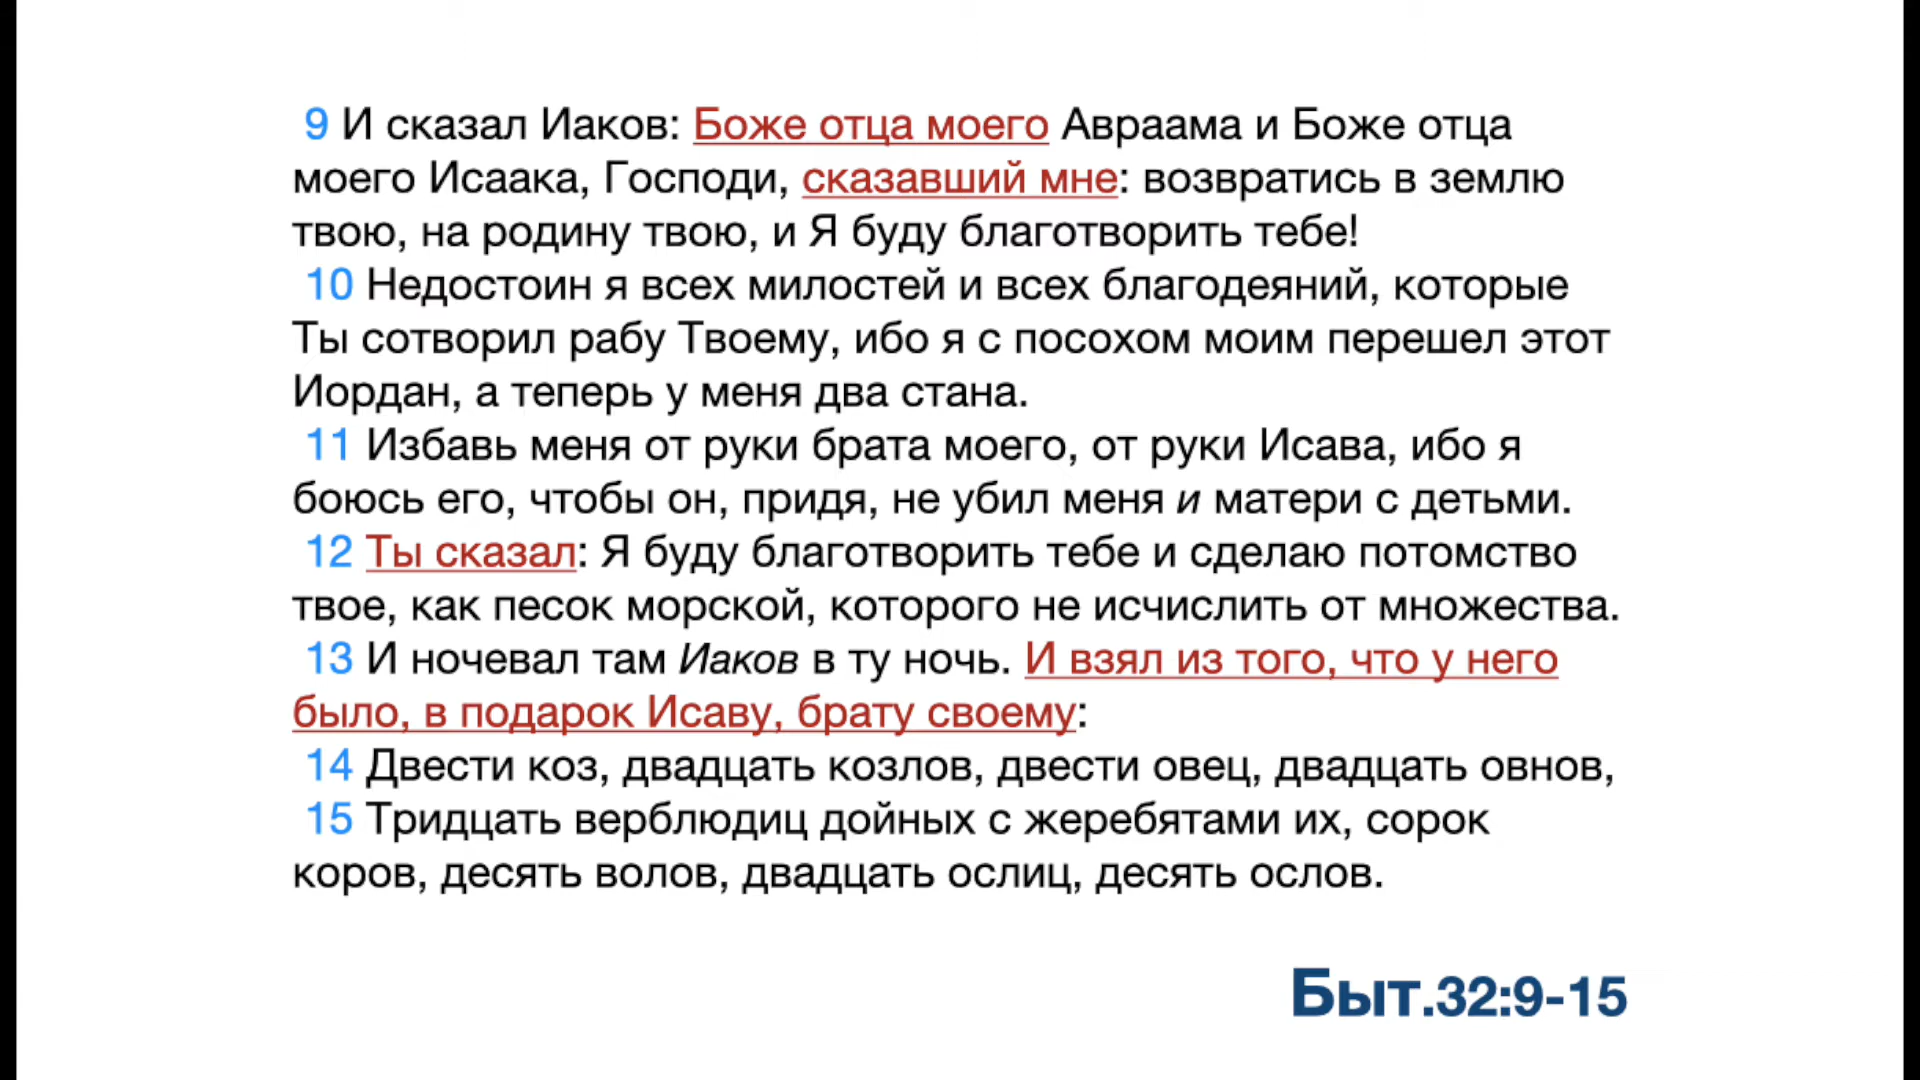 9 И сказал Иаков: Боже отца моего Авраама и Боже отца
моего Исаака, Господи, сказавший мне: возвратись в землю
твою, на родину твою, и Я буду благотворить тебе!
10 Недостоин я всех милостей и всех благодеяний, которые
Ты сотворил рабу Твоему, ибо я с посохом моим перешел этот
Иордан, а теперь у меня два стана.
11 Избавь меня от руки брата моего, от руки Исава, ибо я
боюсь его, чтобы он, придя, не убил меня и матери с детьми.
12 Ты сказал: Я буду благотворить тебе и сделаю потомство
твое, как песок морской, которого не исчислить от множества.
13 И ночевал там Иаков в ту ночь. И взял из того, что у него
было, в подарок Исаву, брату своему:
14 Двести коз, двадцать козлов, двести овец, двадцать овнов,
15 Тридцать верблюдиц дойных с жеребятами их, сорок
коров, десять волов, двадцать ослиц, десять ослов.
Быт.32:9-15